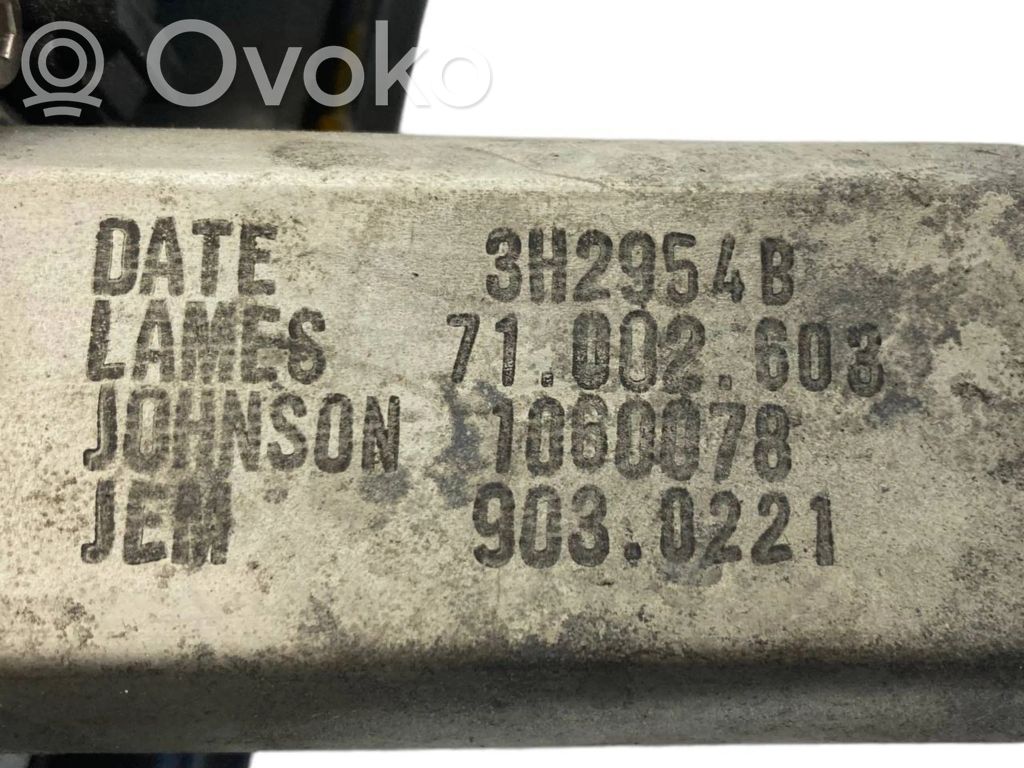 Ovoko
DATE 3H2954B
LAMES 71.002.603
JOHNSON 1060078
JEM 903.0221